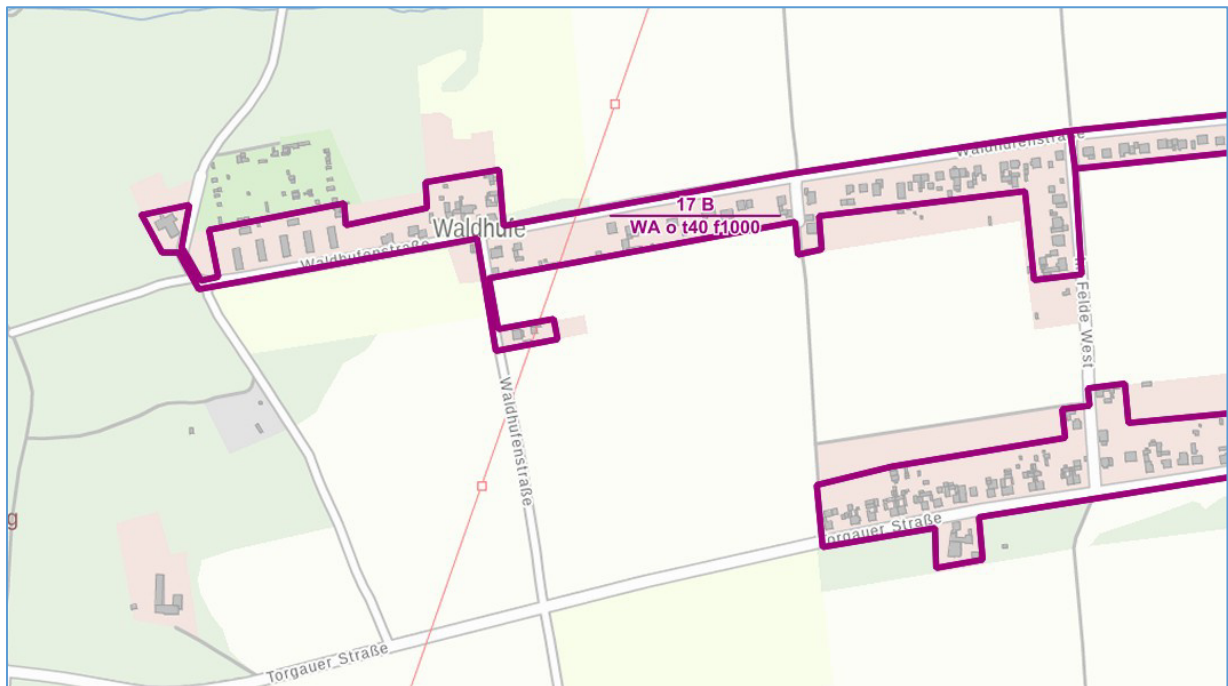 Waldhufenstraße
17 B
WA o t40 f1000
Waldhufe
Waldhufenstraße
Felde West
Waldhufenstraße
g
Torgauer Straße
Torgauer Straße